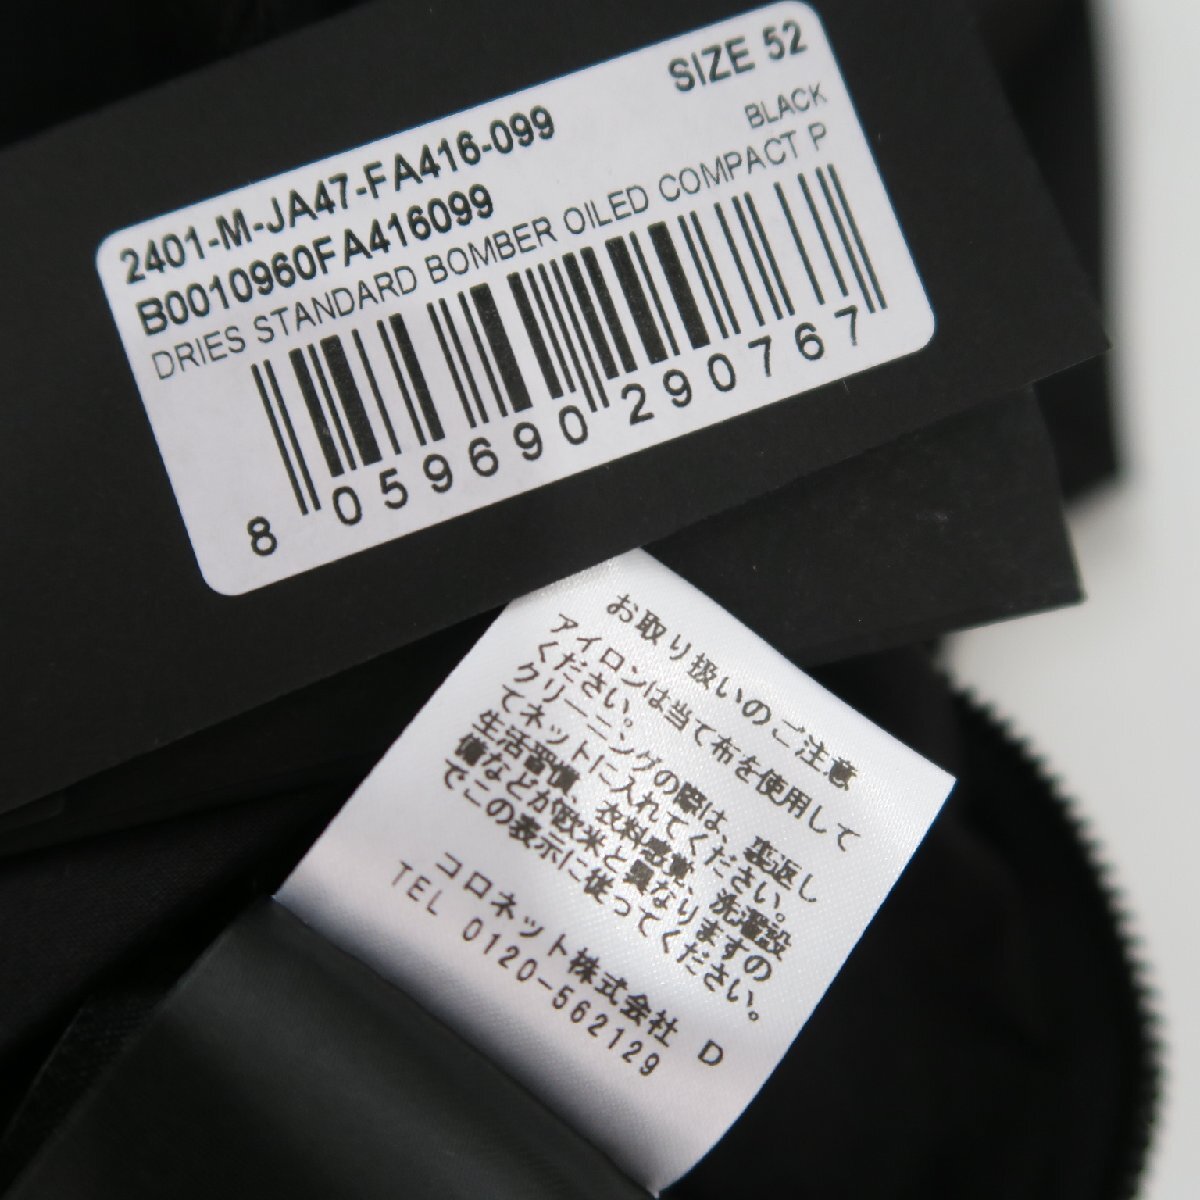 SIZE 52
2401-M-JA47-FA416-099
BLACK
B0010960FA416099
DRIES STANDARD BOMBER OILED COMPACT P
8 059690 290767
お取り扱いのご注意
アイロンは当て布を使用して
ください。
クリーニングの際は、裏返し
てネットに入れてください。
生活習慣、衣料感覚、洗濯設
備などが欧米と異なりますの
でこの表示に従ってください。
コロネット株式会社 D
TEL 0120-562129